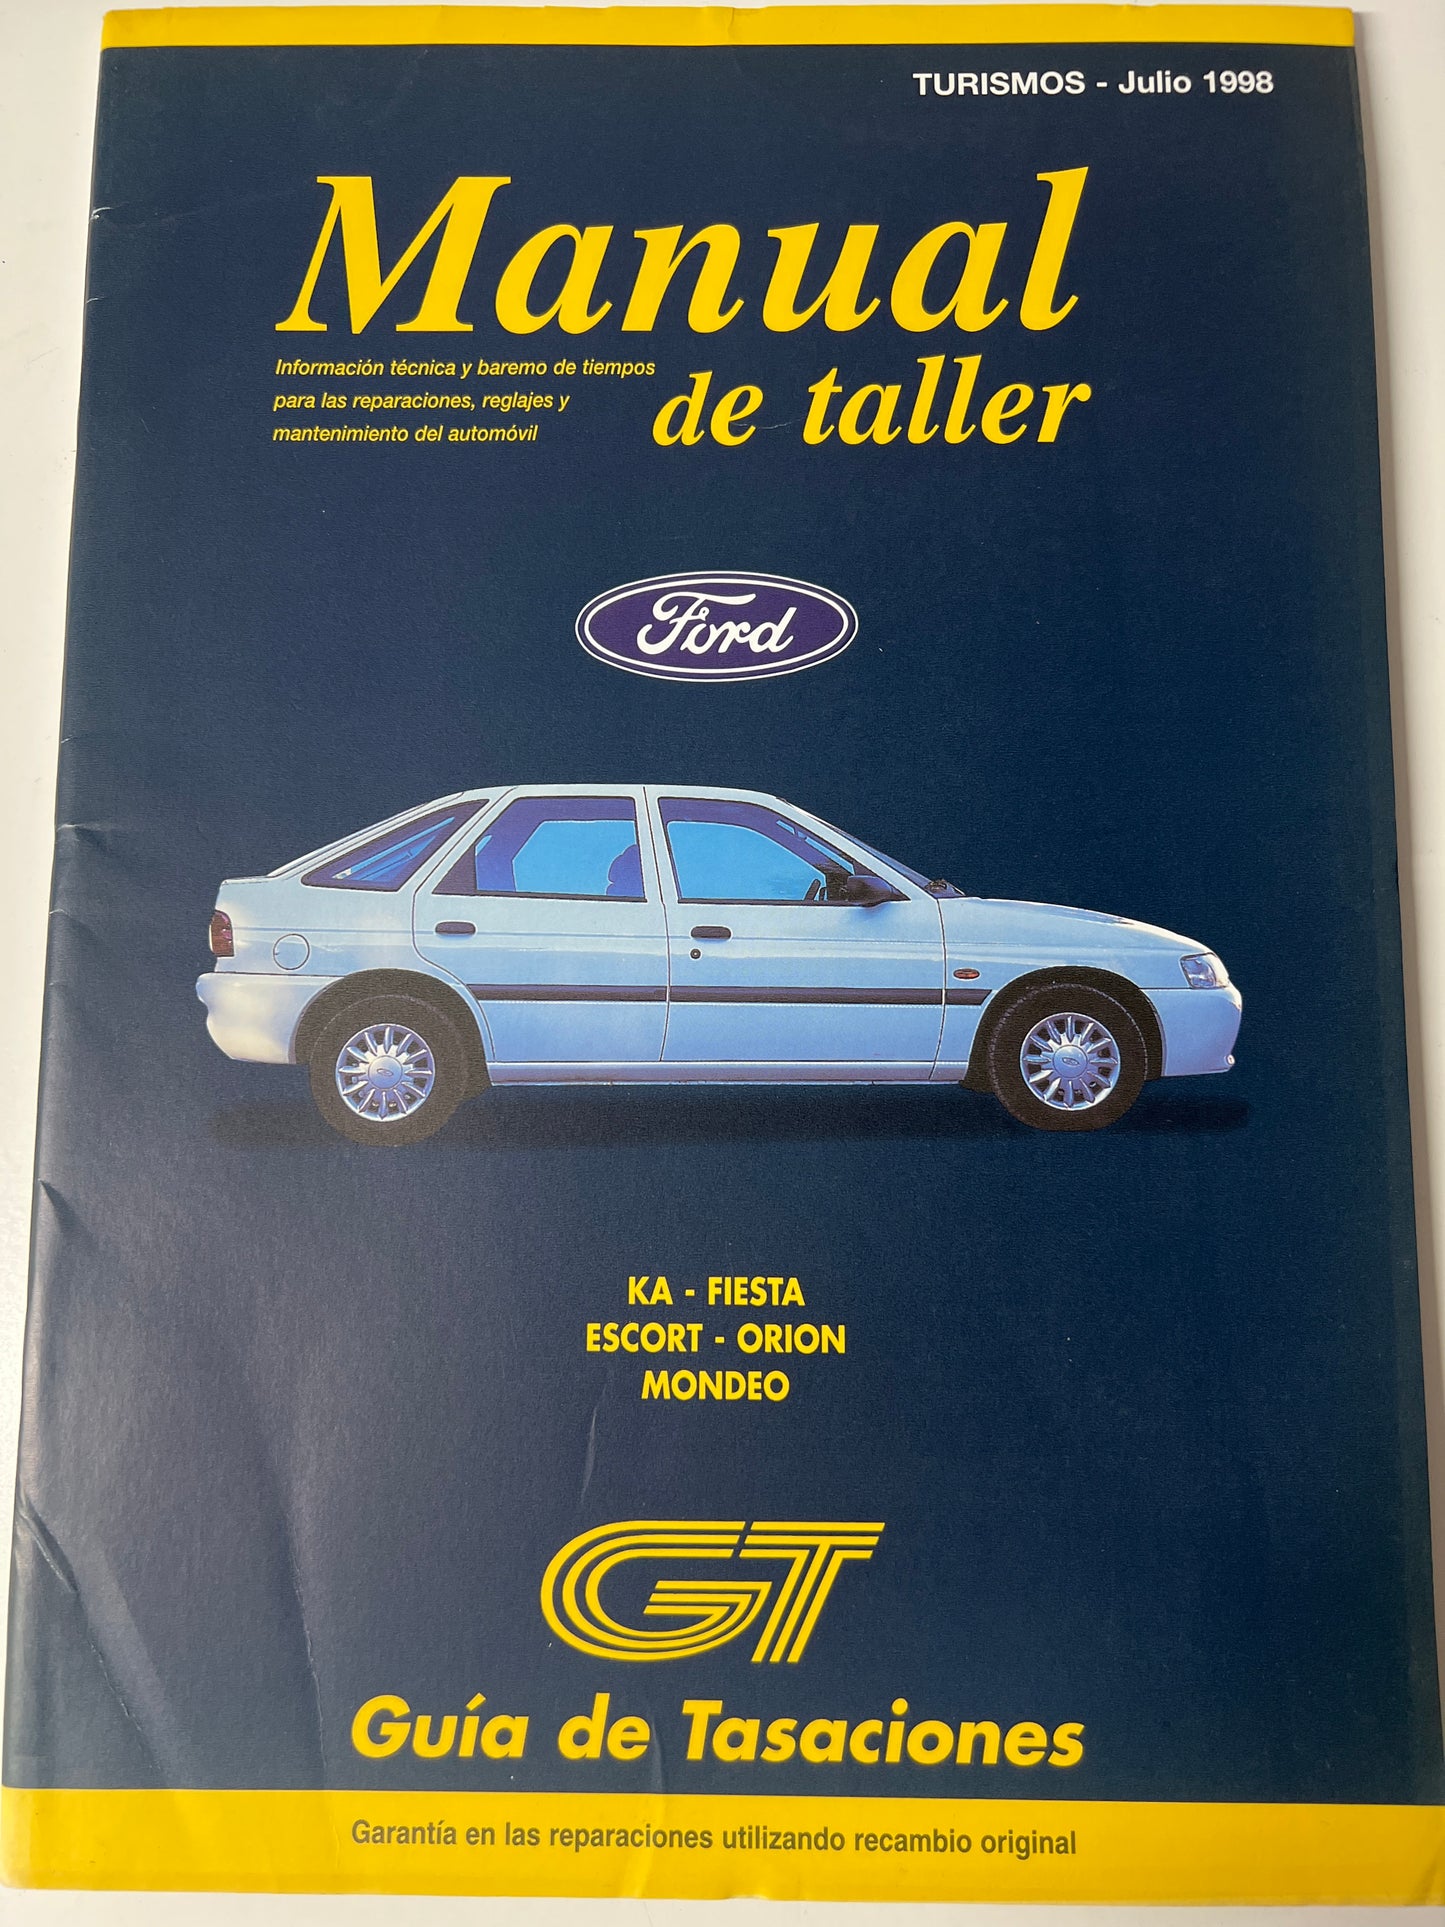 TURISMOS - Julio 1998
Manual
de taller
Información técnica y baremo de tiempos
para las reparaciones, reglajes y
mantenimiento del automóvil
Ford
KA - FIESTA
ESCORT - ORION
MONDEO
GT
Guía de Tasaciones
Garantía en las reparaciones utilizando recambio original